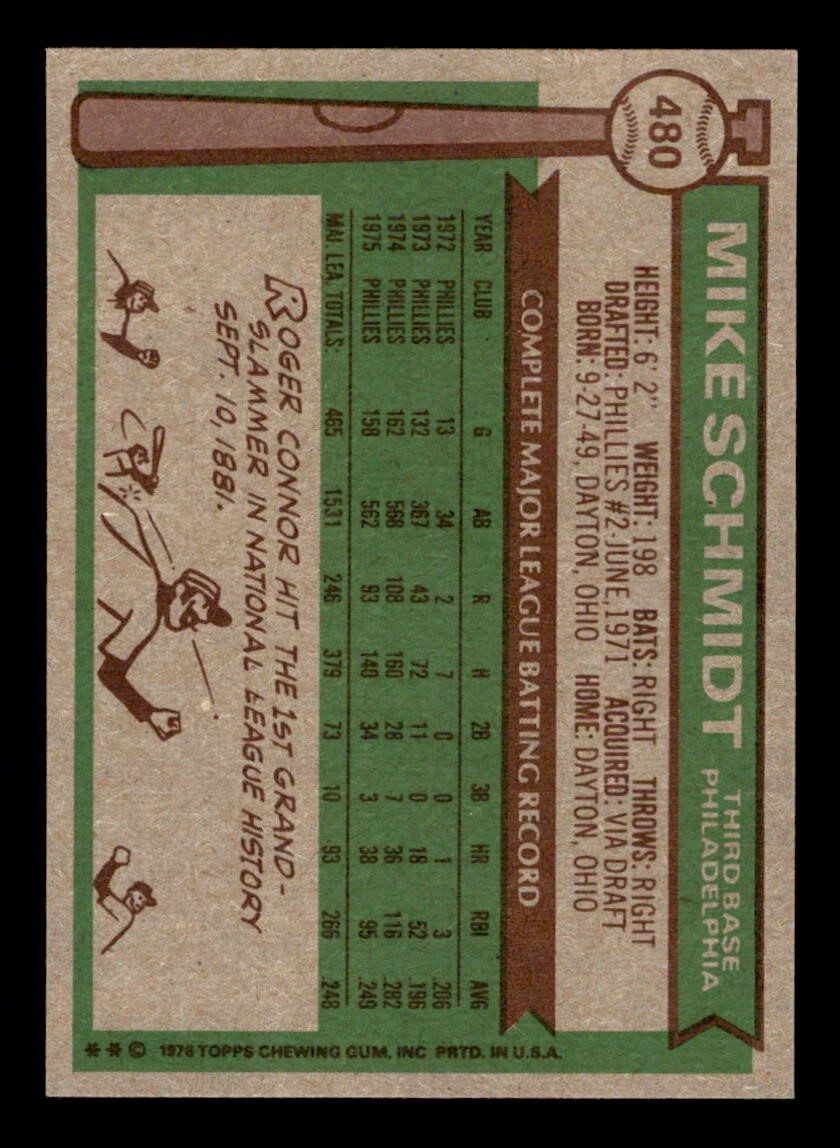 480
MIKE SCHMIDT
THIRD BASE
PHILADELPHIA
HEIGHT: 6' 2" WEIGHT: 198 BATS: RIGHT THROWS: RIGHT
DRAFTED: PHILLIES #2-JUNE, 1971 ACQUIRED: VIA DRAFT
BORN: 9-27-49, DAYTON, OHIO HOME: DAYTON, OHIO
COMPLETE MAJOR LEAGUE BATTING RECORD
YEAR CLUB G AB R H 2B 3B HR RBI AVG
1972 PHILLIES 13 34 2 7 0 0 1 3 .206
1973 PHILLIES 132 367 43 72 11 0 18 52 .196
1974 PHILLIES 162 568 108 160 28 7 36 116 .282
1975 PHILLIES 158 562 93 140 34 3 38 95 .249
MAJ. LEA. TOTALS: 465 1531 246 379 73 10 93 266 .248
ROGER CONNOR HIT THE 1ST GRAND-
SLAMMER IN NATIONAL LEAGUE HISTORY
SEPT. 10, 1881.
* * © 1976 TOPPS CHEWING GUM, INC PRTD. IN U.S.A.